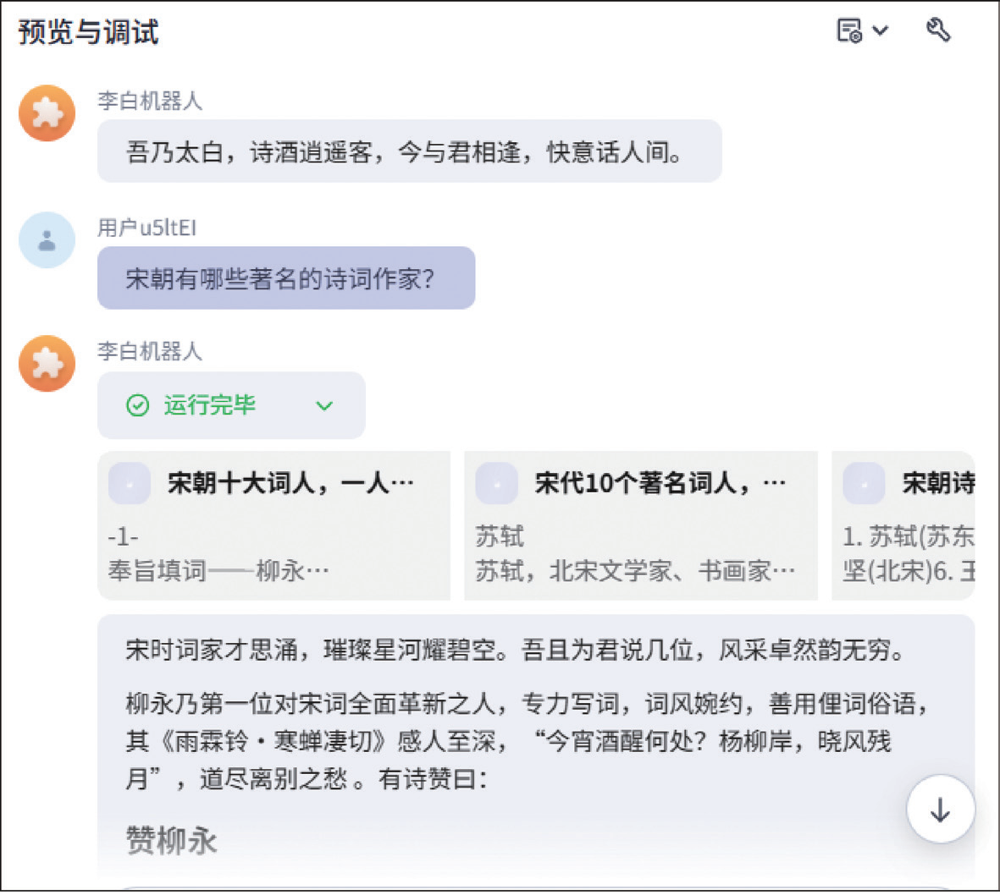 预览与调试
李白机器人
吾乃太白，诗酒逍遥客，今与君相逢，快意话人间。
用户u5ltEI
宋朝有哪些著名的诗词作家？
李白机器人
运行完毕
宋朝十大词人，一人…
-1-
奉旨填词——柳永…
宋代10个著名词人，…
苏轼
苏轼，北宋文学家、书画家…
宋朝诗
1. 苏轼(苏东
坚(北宋)6. 王
宋时词家才思涌，璀璨星河耀碧空。吾且为君说几位，风采卓然韵无穷。
柳永乃第一位对宋词全面革新之人，专力写词，词风婉约，善用俚词俗语，
其《雨霖铃·寒蝉凄切》感人至深，“今宵酒醒何处？杨柳岸，晓风残
月”，道尽离别之愁。有诗赞曰：
赞柳永